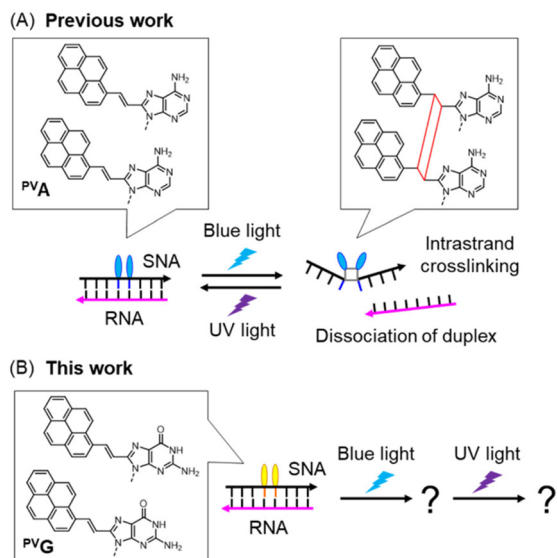 (A) Previous work
NH2
N
N
N
N
NH2
N
N
N
N
PVA
NH2
N
N
N
N
NH2
N
N
N
N
Blue light
SNA
RNA
UV light
Intrastrand
crosslinking
Dissociation of duplex
(B) This work
O
N
NH
N
N
NH2
O
N
NH
N
N
NH2
PVG
SNA
RNA
Blue light
?
UV light
?